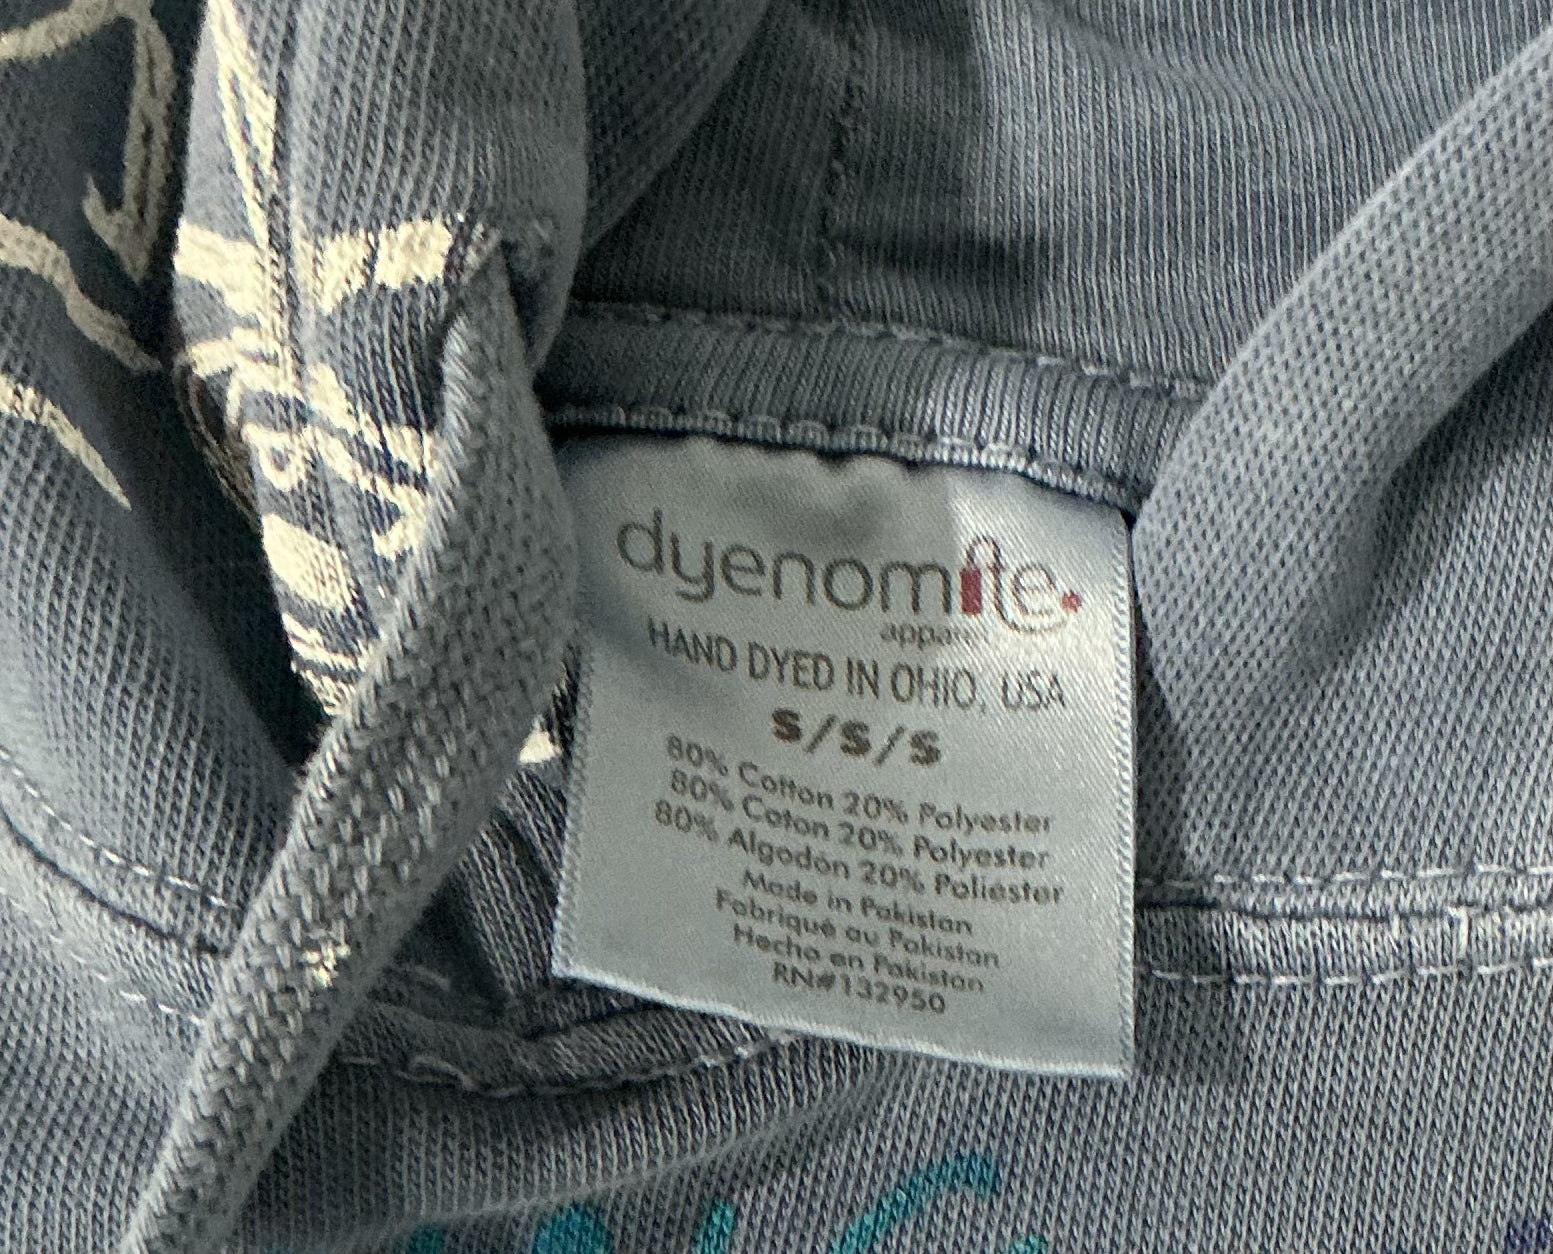 dyenomite.
apparel
HAND DYED IN OHIO, USA
S/S/S
80% Cotton 20% Polyester
80% Coton 20% Polyester
80% Algodón 20% Poliéster
Made in Pakistan
Fabriqué au Pakistan
Hecho en Pakistan
RN#132950